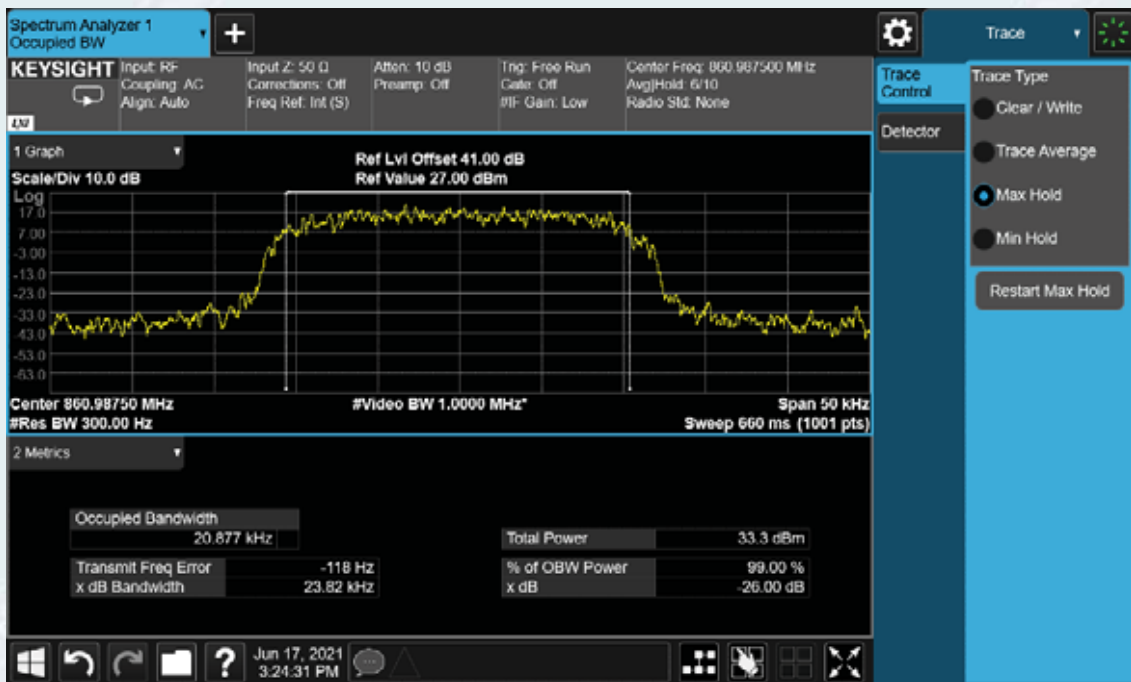 Spectrum Analyzer 1
Occupied BW
+
Trace
KEYSIGHT
Input: RF
Coupling: AC
Align: Auto
Input Z: 50 Ω
Corrections: Off
Freq Ref: Int (S)
Atten: 10 dB
Preamp: Off
Trig: Free Run
Gate: Off
#IF Gain: Low
Center Freq: 860.987500 MHz
Avg|Hold: 6/10
Radio Std: None
LXI
Trace
Control
Detector
Trace Type
Clear / Write
Trace Average
Max Hold
Min Hold
Restart Max Hold
1 Graph
Scale/Div 10.0 dB
Ref Lvl Offset 41.00 dB
Ref Value 27.00 dBm
Log
17.0
7.00
-3.00
-13.0
-23.0
-33.0
-43.0
-53.0
-63.0
Center 860.98750 MHz
#Res BW 300.00 Hz
#Video BW 1.0000 MHz*
Span 50 kHz
Sweep 660 ms (1001 pts)
2 Metrics
Occupied Bandwidth
20.877 kHz
Total Power 33.3 dBm
Transmit Freq Error -118 Hz
% of OBW Power 99.00 %
x dB Bandwidth 23.82 kHz
x dB -26.00 dB
?
Jun 17, 2021
3:24:31 PM